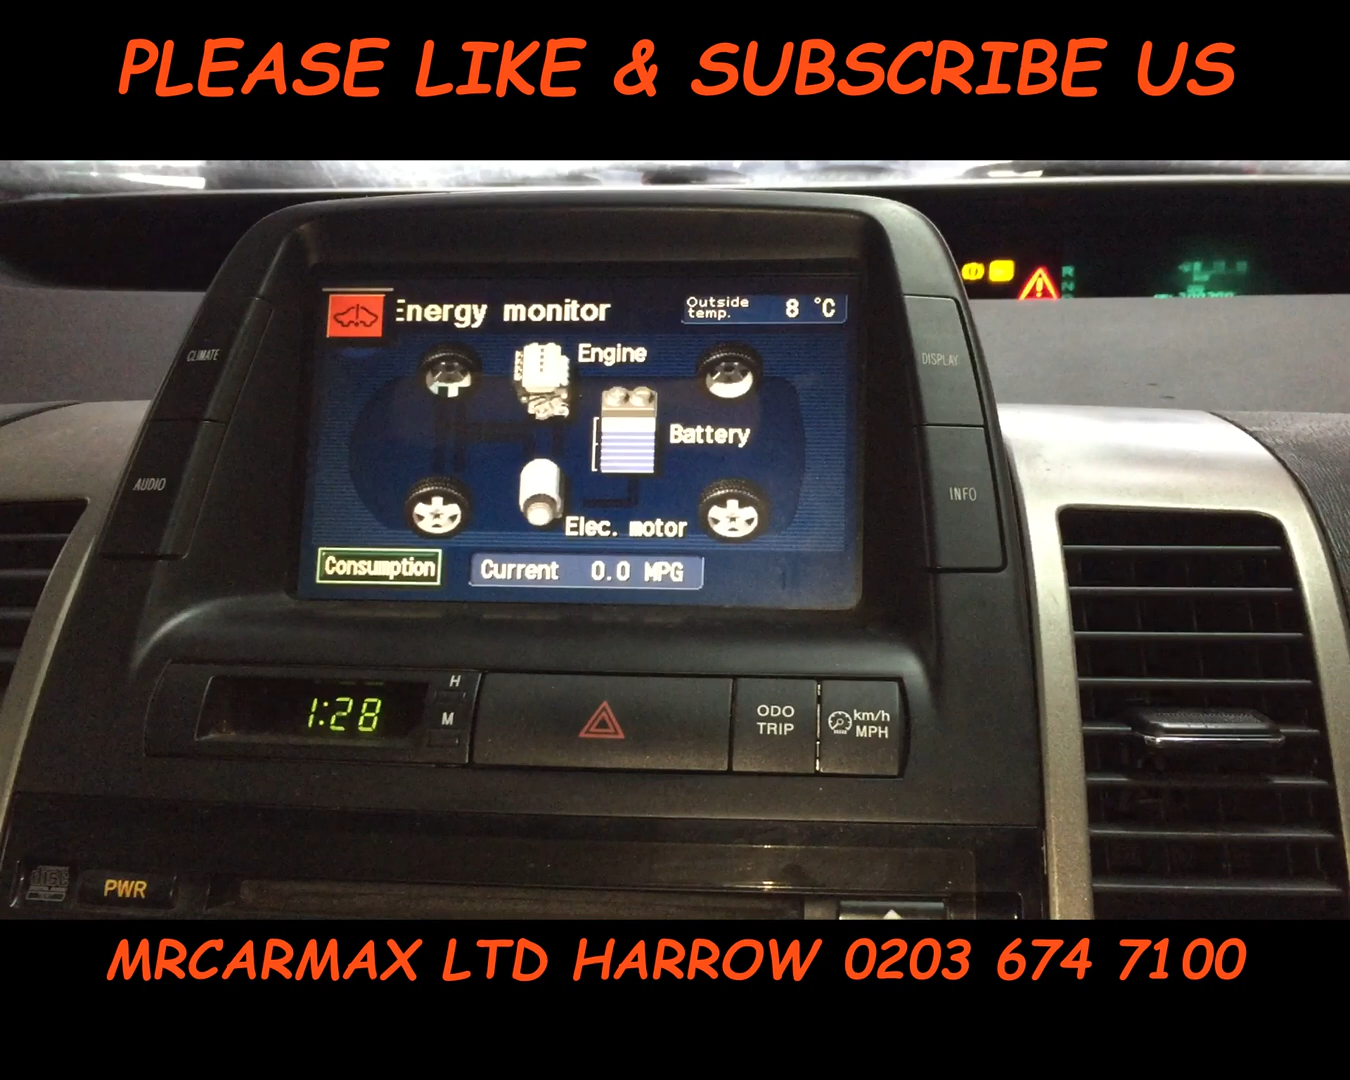 PLEASE LIKE & SUBSCRIBE US
Energy monitor
Outside temp. 8 °C
Engine
Battery
Elec. motor
Consumption
Current 0.0 MPG
CLIMATE
AUDIO
DISPLAY
INFO
R
N
1:28
H
M
ODO
TRIP
km/h
MPH
PWR
MRCARMAX LTD HARROW 0203 674 7100